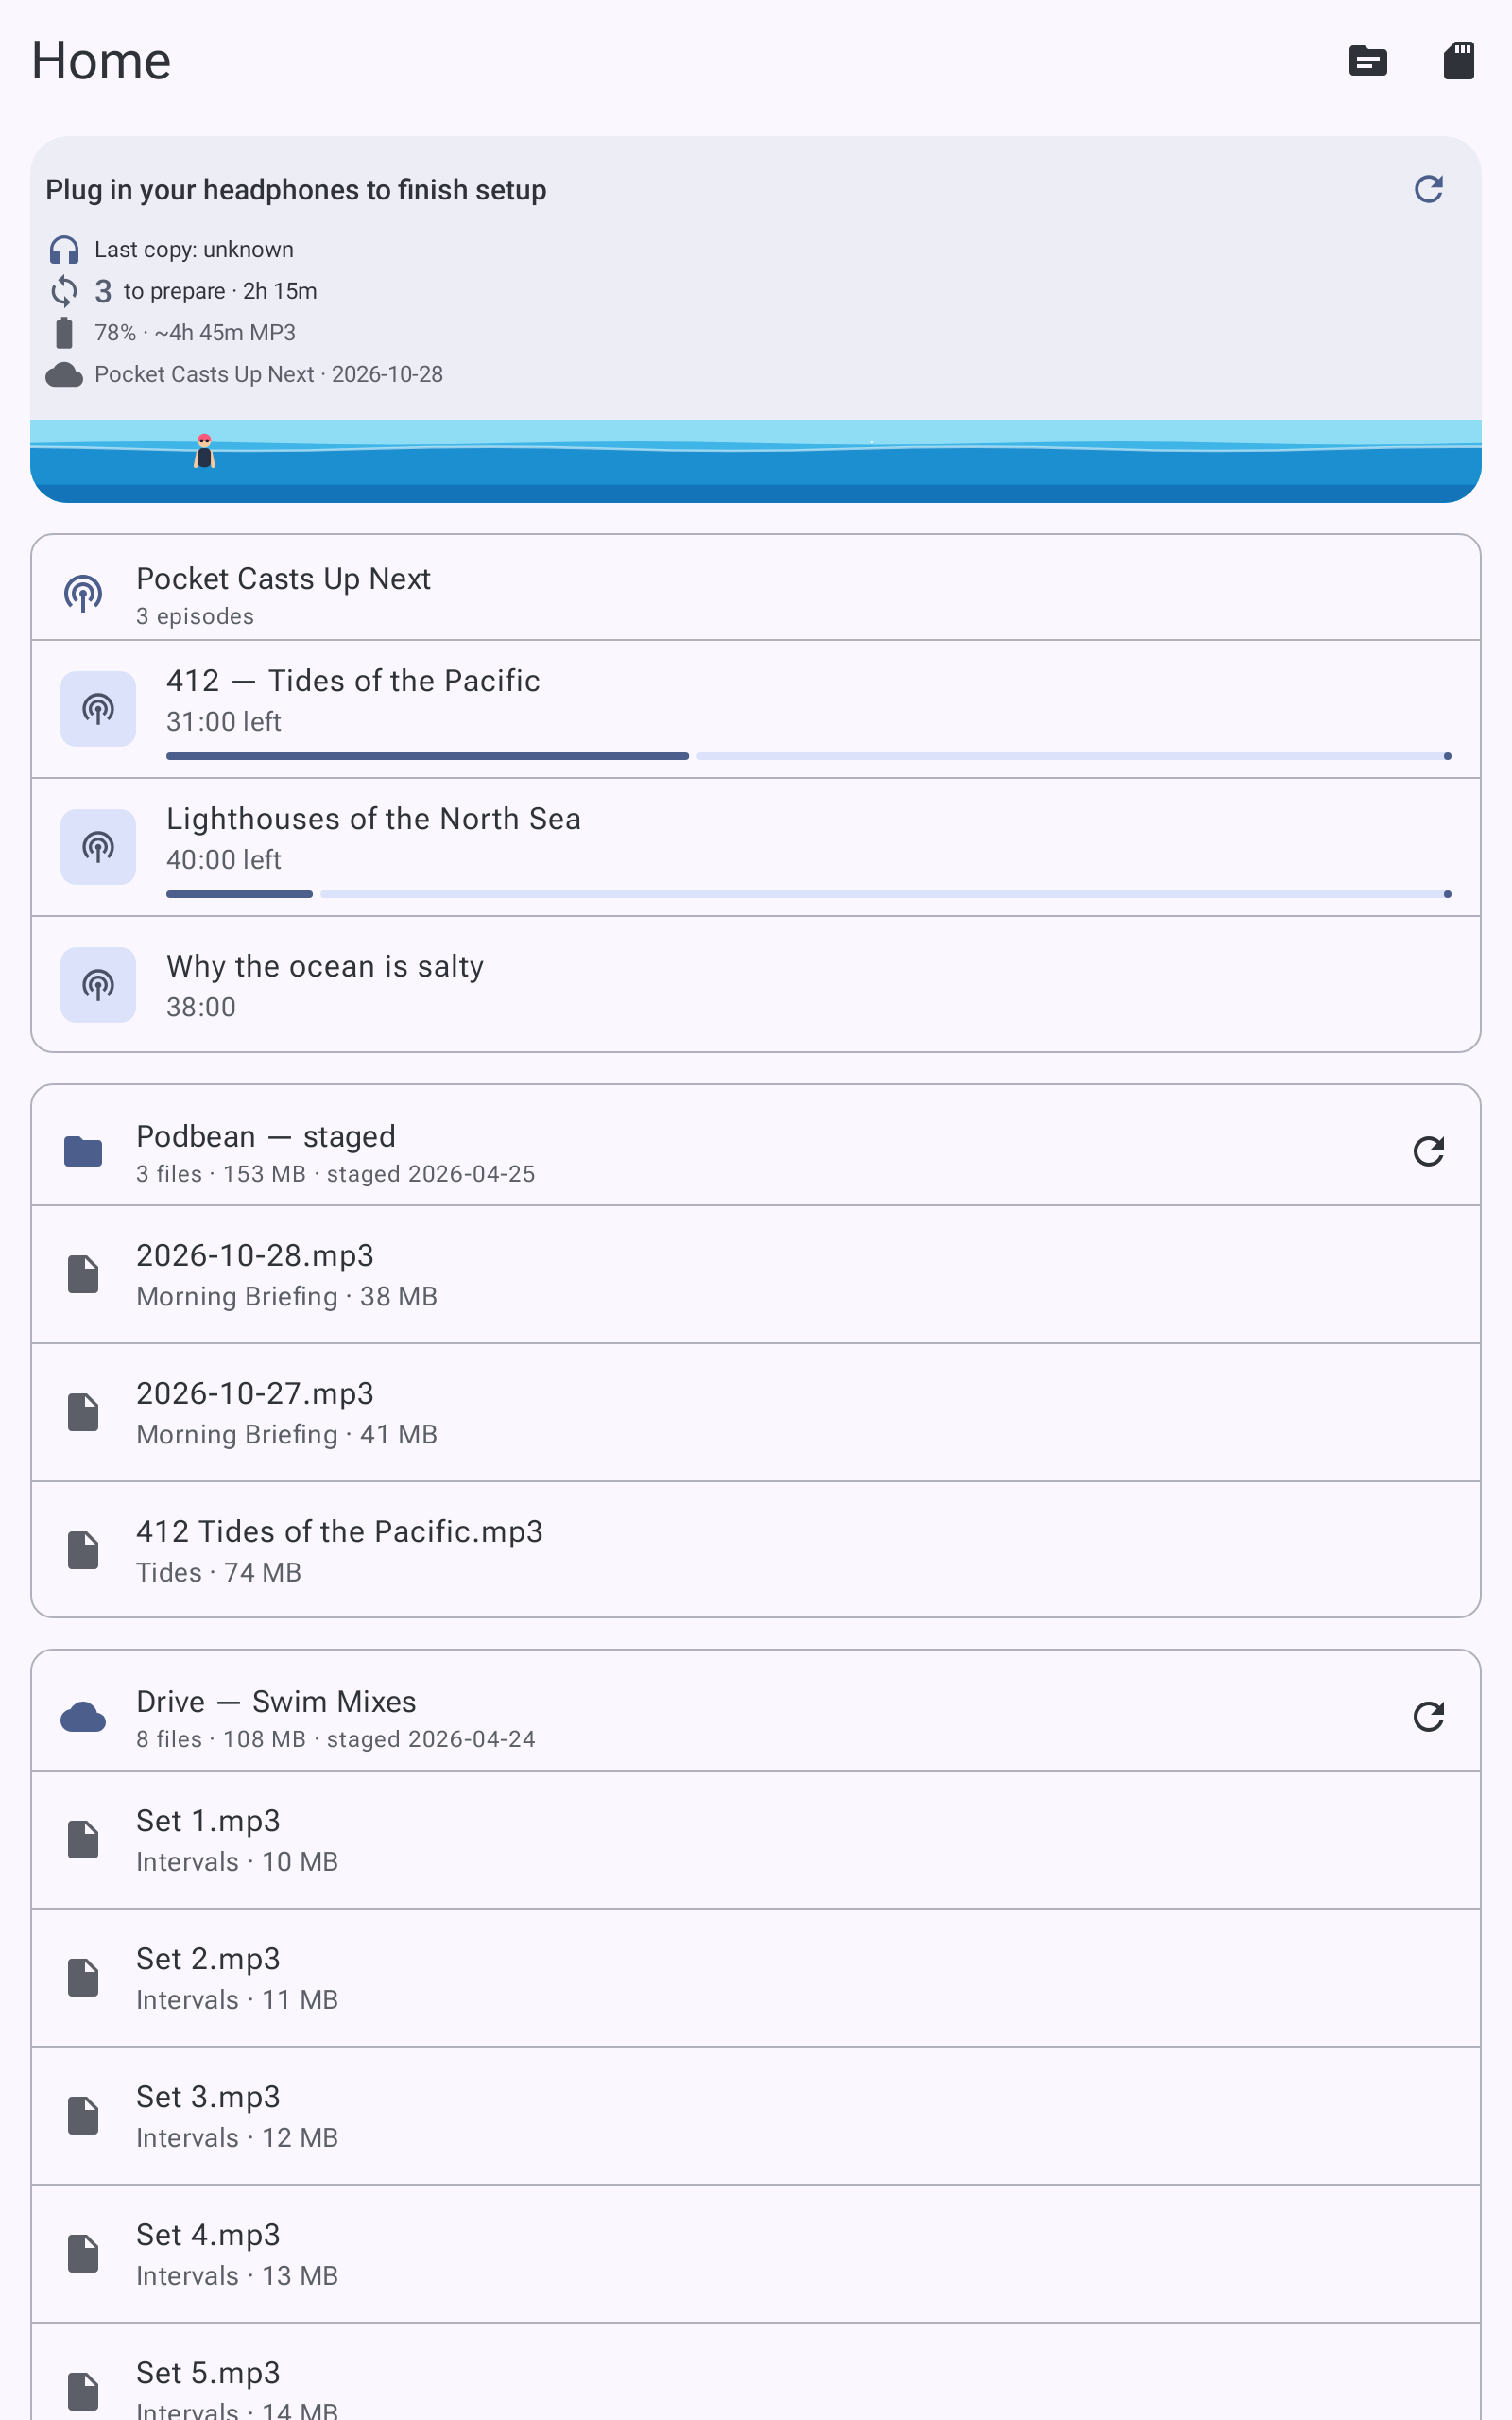 Home
Plug in your headphones to finish setup
Last copy: unknown
3 to prepare · 2h 15m
78% · ~4h 45m MP3
Pocket Casts Up Next · 2026-10-28
Pocket Casts Up Next
3 episodes
412 — Tides of the Pacific
31:00 left
Lighthouses of the North Sea
40:00 left
Why the ocean is salty
38:00
Podbean — staged
3 files · 153 MB · staged 2026-04-25
2026-10-28.mp3
Morning Briefing · 38 MB
2026-10-27.mp3
Morning Briefing · 41 MB
412 Tides of the Pacific.mp3
Tides · 74 MB
Drive — Swim Mixes
8 files · 108 MB · staged 2026-04-24
Set 1.mp3
Intervals · 10 MB
Set 2.mp3
Intervals · 11 MB
Set 3.mp3
Intervals · 12 MB
Set 4.mp3
Intervals · 13 MB
Set 5.mp3
Intervals · 14 MB